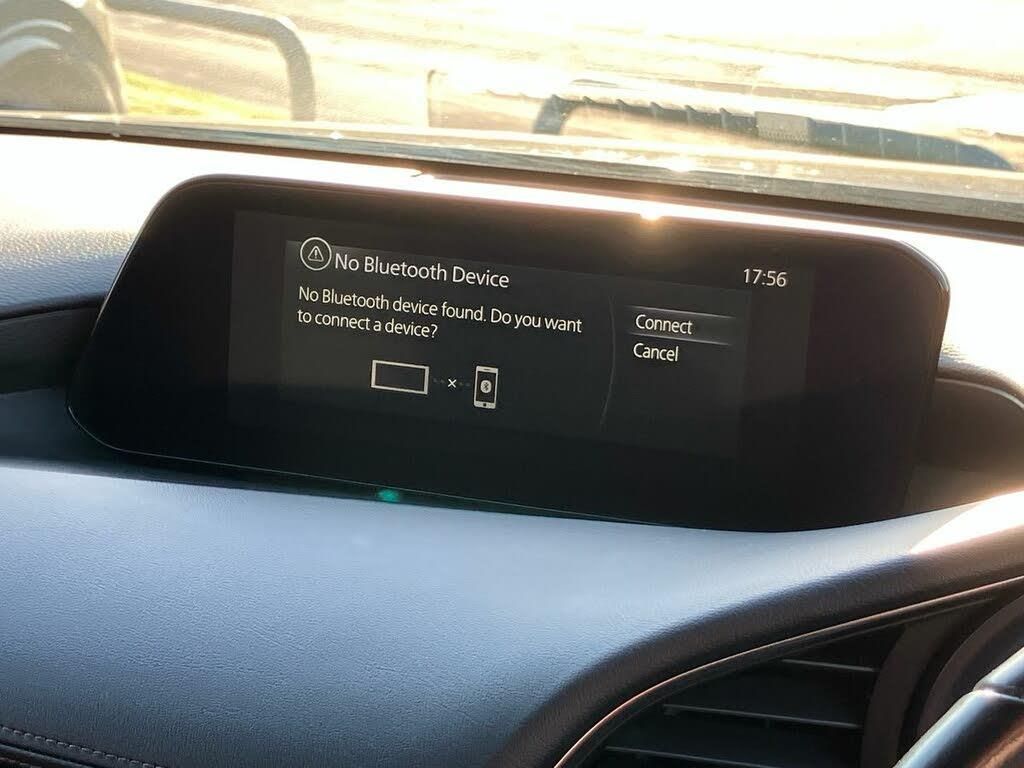 No Bluetooth Device
17:56
No Bluetooth device found. Do you want
to connect a device?
Connect
Cancel